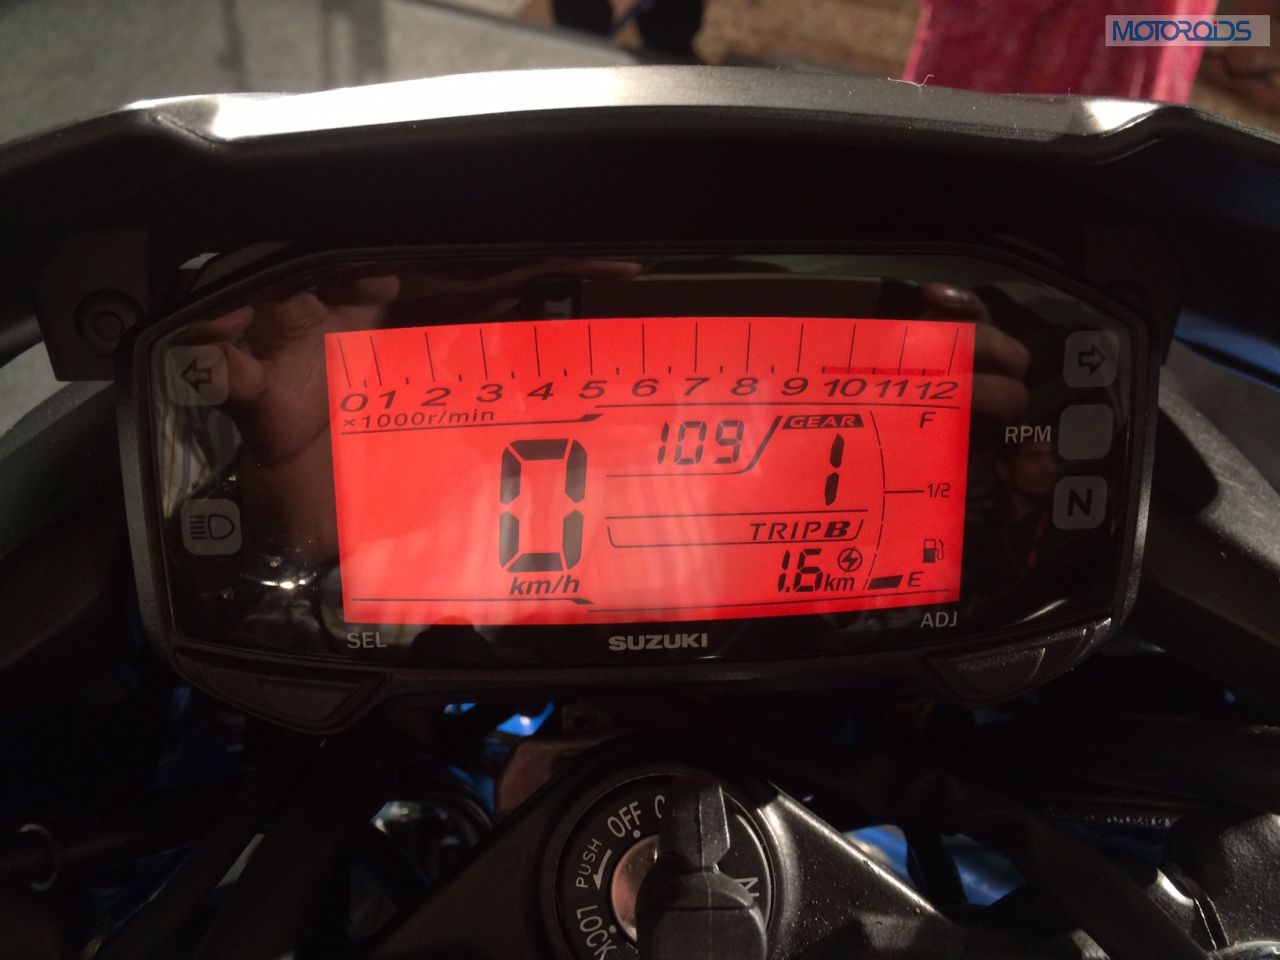 MOTOROiDS
0 1 2 3 4 5 6 7 8 9 10 11 12
×1000r/min
109 GEAR F
RPM
0 1 1/2
N
TRIP B
km/h 1.6 km E
SEL SUZUKI ADJ
OFF
PUSH
LOCK